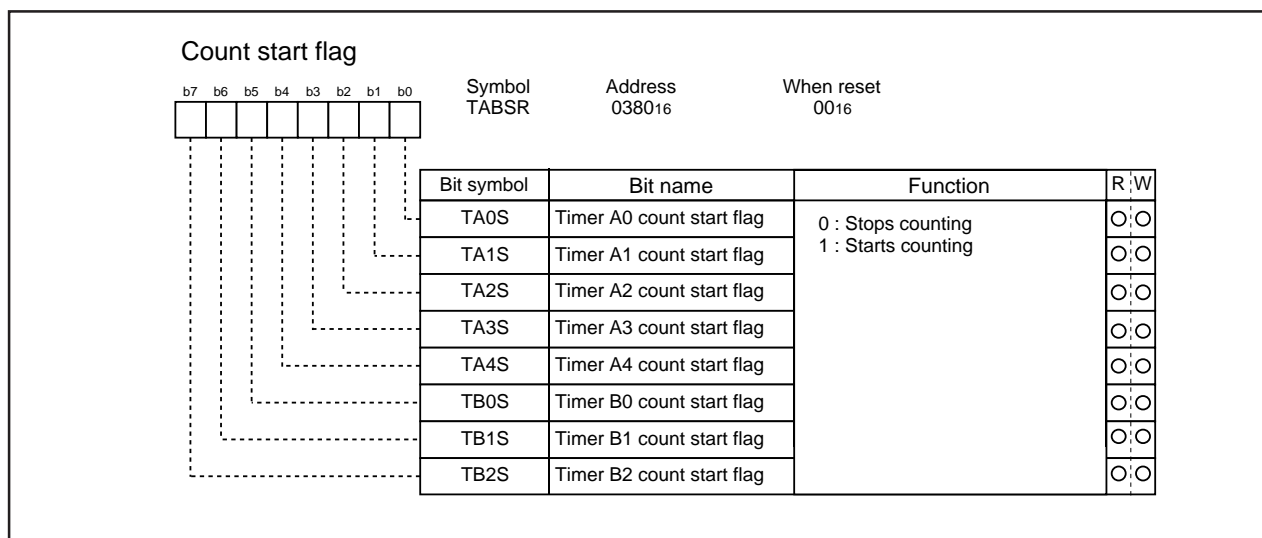 Count start flag
b7 b6 b5 b4 b3 b2 b1 b0
Symbol Address When reset
TABSR 038016 0016
Bit symbol Bit name Function R W
TA0S Timer A0 count start flag 0 : Stops counting
1 : Starts counting
TA1S Timer A1 count start flag
TA2S Timer A2 count start flag
TA3S Timer A3 count start flag
TA4S Timer A4 count start flag
TB0S Timer B0 count start flag
TB1S Timer B1 count start flag
TB2S Timer B2 count start flag